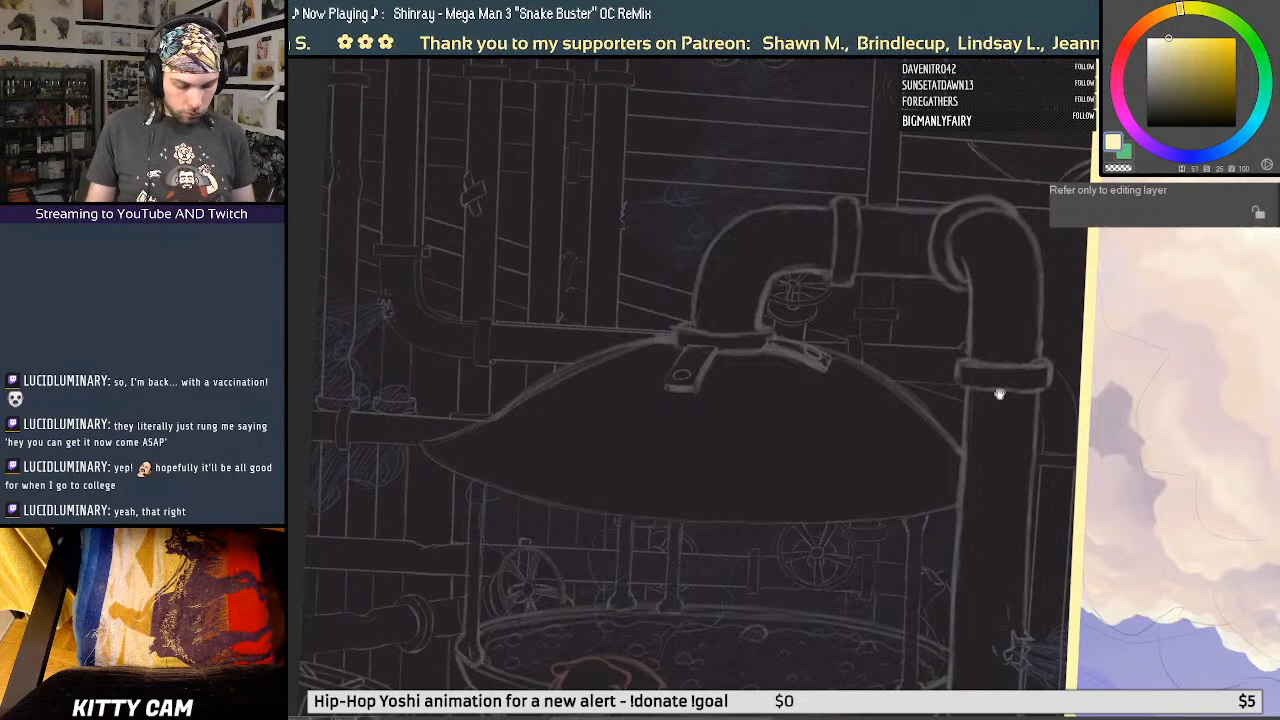 ♪Now Playing♪: Shinray - Mega Man 3 "Snake Buster" OC ReMix
S. ✿ ✿ ✿ Thank you to my supporters on Patreon: Shawn M., Brindlecup, Lindsay L., Jeann
DAVENITRO42 FOLLOW
SUNSETATDAWN13 FOLLOW
FOREGATHERS FOLLOW
BIGMANLYFAIRY FOLLOW
H 51 S 25 V 100
Refer only to editing layer
Streaming to YouTube AND Twitch
LUCIDLUMINARY: so, I'm back... with a vaccination!
LUCIDLUMINARY: they literally just rung me saying
'hey you can get it now come ASAP'
LUCIDLUMINARY: yep! hopefully it'll be all good
for when I go to college
LUCIDLUMINARY: yeah, that right
KITTY CAM
Hip-Hop Yoshi animation for a new alert - !donate !goal $0 $5